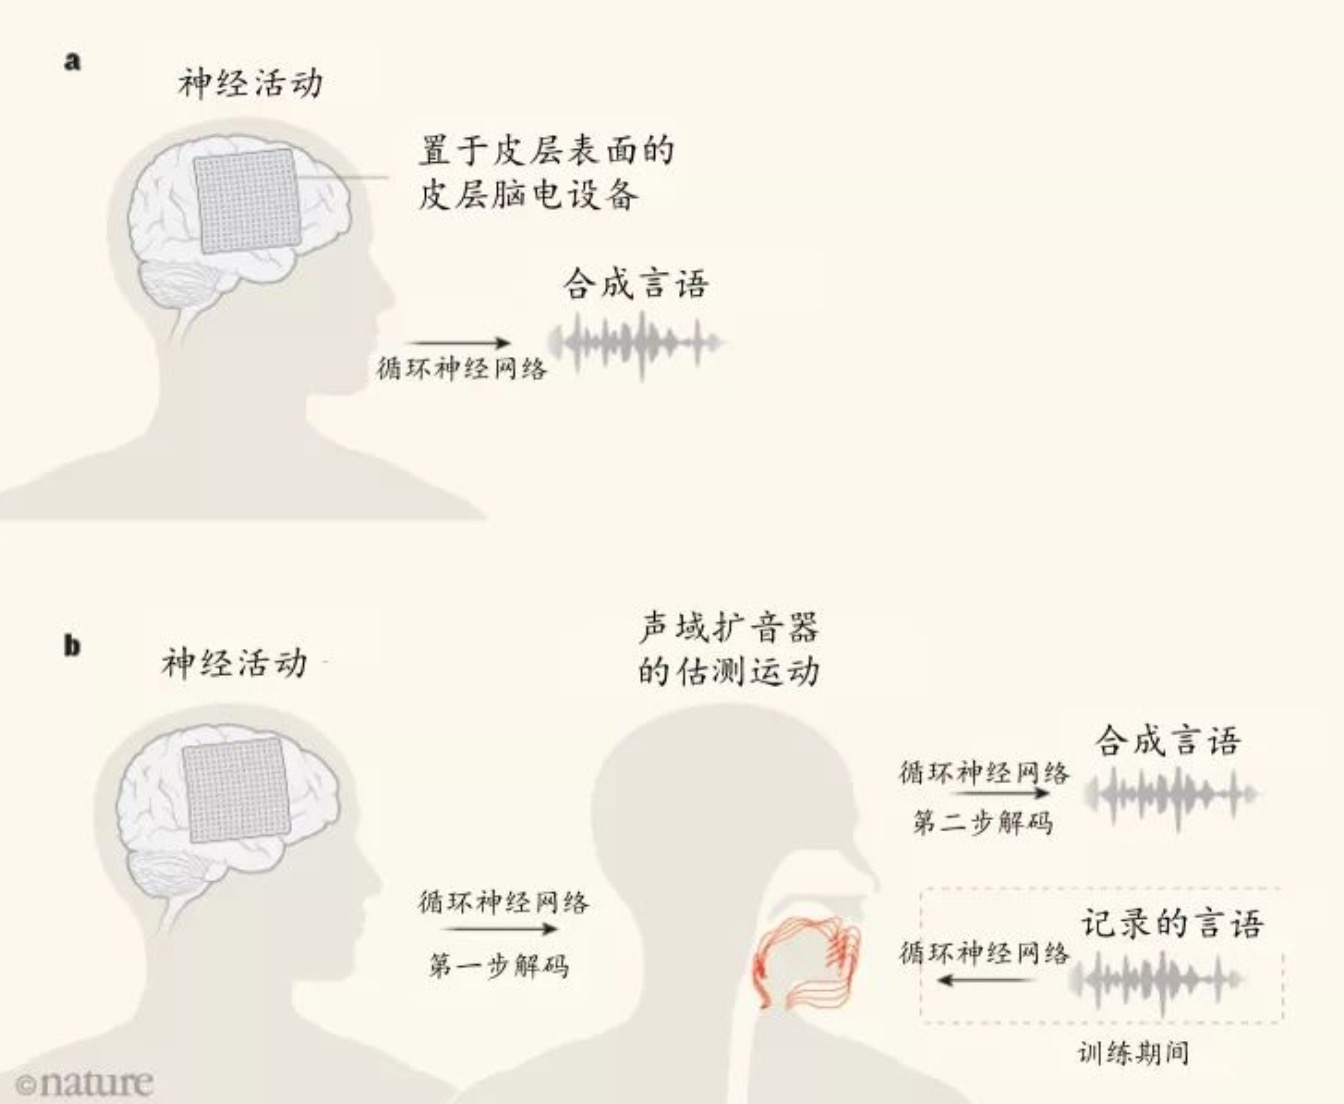 a
神经活动
置于皮层表面的
皮层脑电设备
合成言语
循环神经网络
b
神经活动
声域扩音器
的估测运动
循环神经网络
第一步解码
合成言语
循环神经网络
第二步解码
记录的言语
循环神经网络
训练期间
©nature